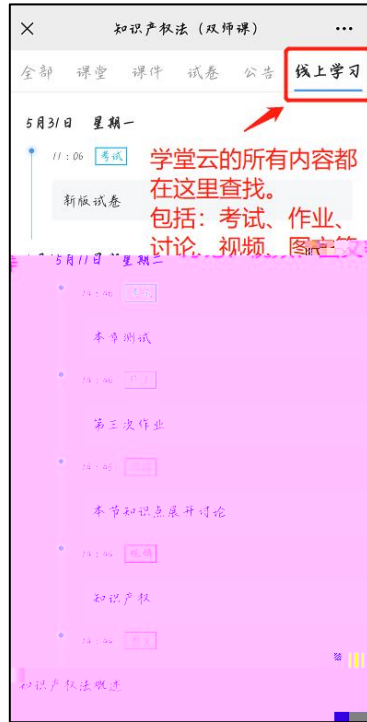 知识产权法（双师课）
全部 课堂 课件 试卷 公告 线上学习
5月31日 星期一
11:06 考试
新版试卷
学堂云的所有内容都
在这里查找。
包括：考试、作业、
讨论、视频、图文等
5月11日 星期二
本节测试
第三次作业
本节知识点展开讨论
视频
知识产权
知识产权法概述